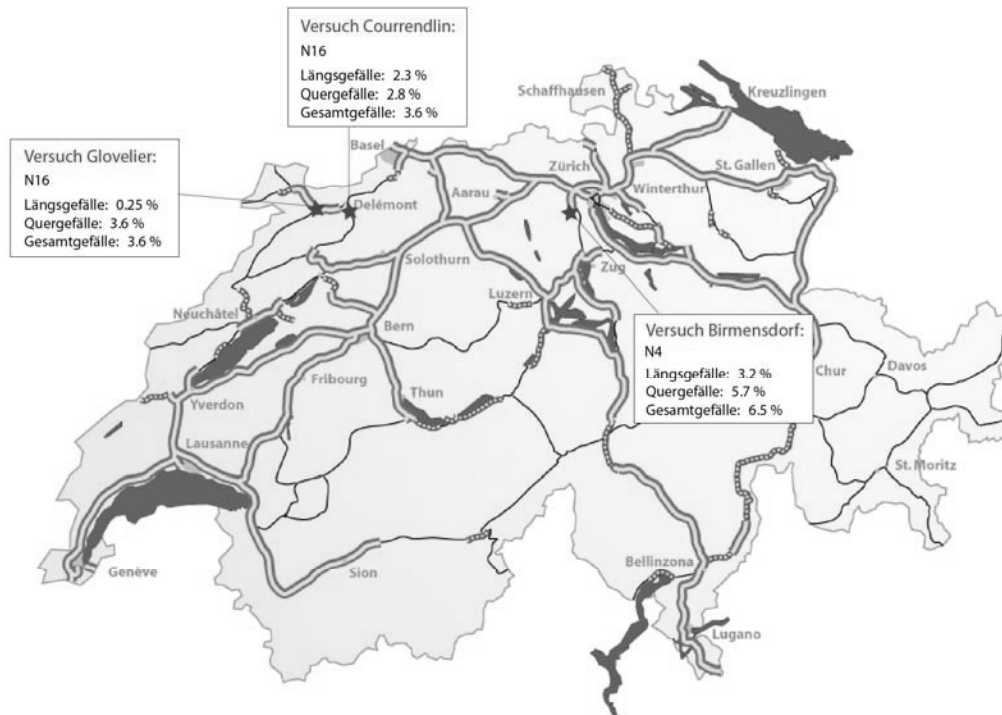 Versuch Courrendlin:
N16
Längsgefälle: 2.3 %
Quergefälle: 2.8 %
Gesamtgefälle: 3.6 %
Versuch Glovelier:
N16
Längsgefälle: 0.25 %
Quergefälle: 3.6 %
Gesamtgefälle: 3.6 %
Schaffhausen
Kreuzlingen
Basel
Zürich
St. Gallen
Winterthur
Aarau
Delémont
Solothurn
Zug
Luzern
Neuchâtel
Bern
Versuch Birmensdorf:
N4
Längsgefälle: 3.2 %
Quergefälle: 5.7 %
Gesamtgefälle: 6.5 %
Chur
Davos
Fribourg
Thun
Yverdon
Lausanne
St. Moritz
Bellinzona
Genève
Sion
Lugano